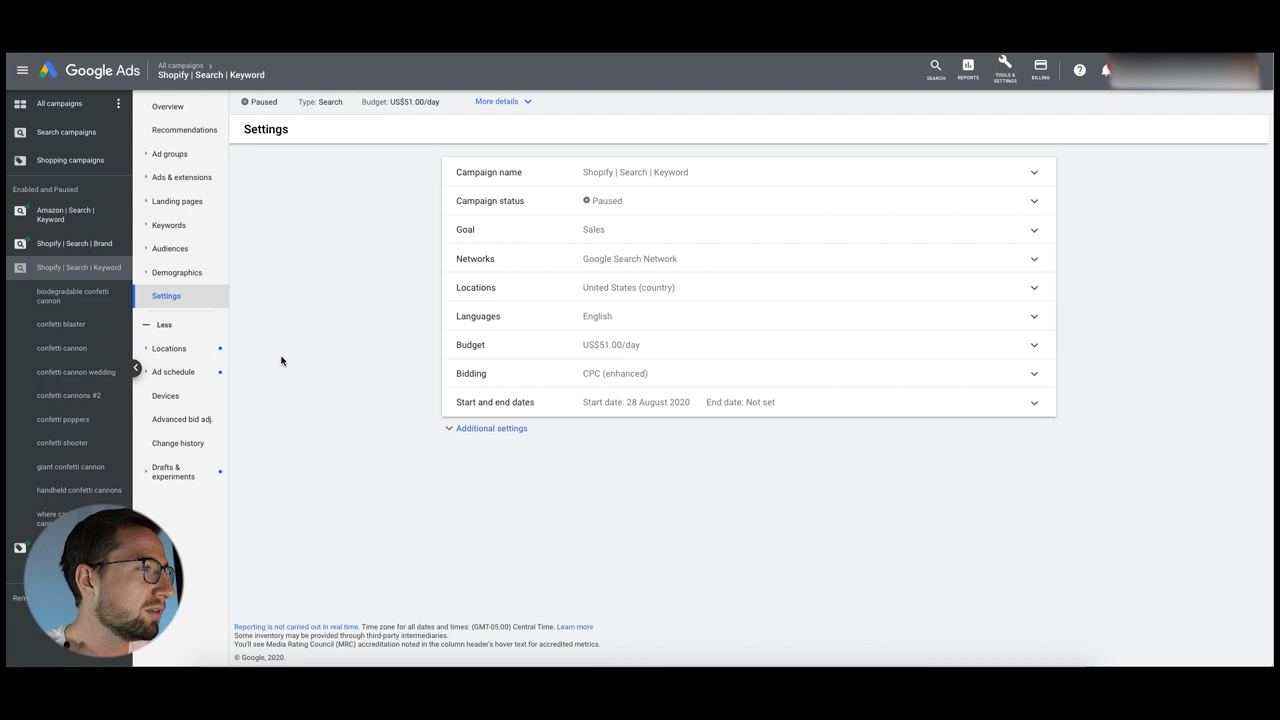 Google Ads
All campaigns
Shopify | Search | Keyword
SEARCH
REPORTS
TOOLS &
SETTINGS
BILLING
All campaigns
Search campaigns
Shopping campaigns
Enabled and Paused
Amazon | Search |
Keyword
Shopify | Search | Brand
Shopify | Search | Keyword
biodegradable confetti
cannon
confetti blaster
confetti cannon
confetti cannon wedding
confetti cannons #2
confetti poppers
confetti shooter
giant confetti cannon
handheld confetti cannons
where
Overview
Recommendations
Ad groups
Ads & extensions
Landing pages
Keywords
Audiences
Demographics
Settings
Less
Locations
Ad schedule
Devices
Advanced bid adj.
Change history
Drafts &
experiments
Paused
Type: Search
Budget: US$51.00/day
More details
Settings
Campaign name
Shopify | Search | Keyword
Campaign status
Paused
Goal
Sales
Networks
Google Search Network
Locations
United States (country)
Languages
English
Budget
US$51.00/day
Bidding
CPC (enhanced)
Start and end dates
Start date: 28 August 2020
End date: Not set
Additional settings
Reporting is not carried out in real time. Time zone for all dates and times: (GMT-05:00) Central Time. Learn more
Some inventory may be provided through third-party intermediaries.
You'll see Media Rating Council (MRC) accreditation noted in the column header's hover text for accredited metrics.
© Google, 2020.